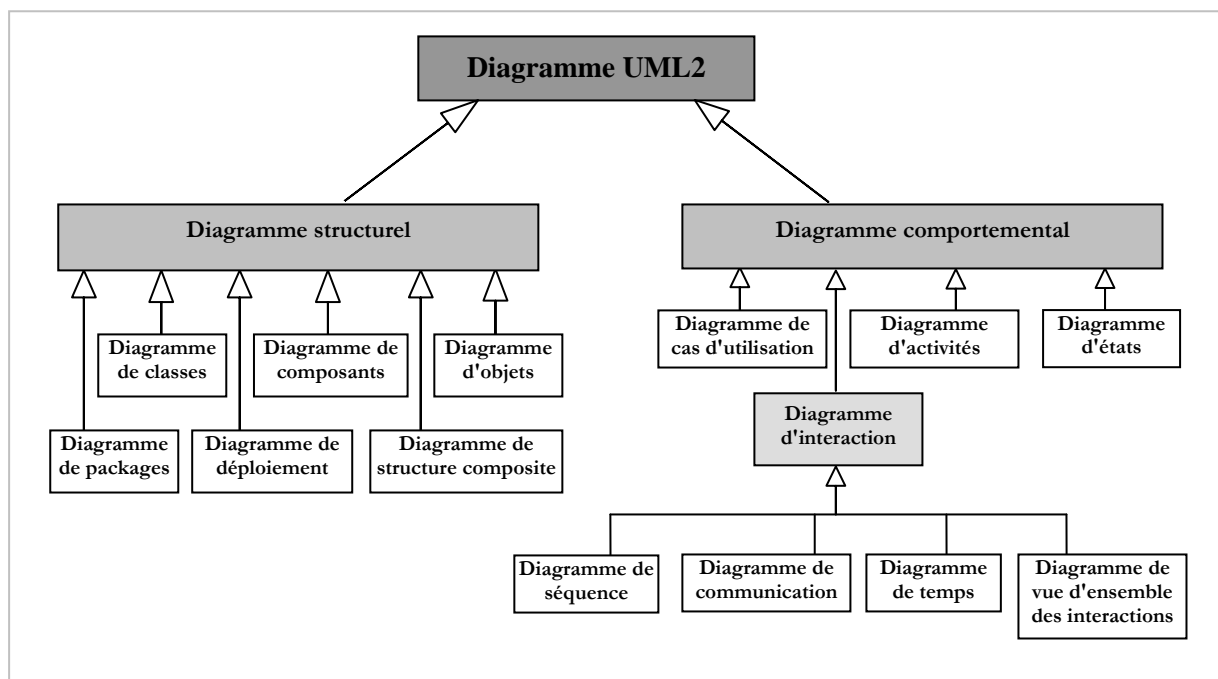 Diagramme UML2
Diagramme structurel
Diagramme comportemental
Diagramme
de classes
Diagramme de
composants
Diagramme
d'objets
Diagramme
de packages
Diagramme de
déploiement
Diagramme de
structure composite
Diagramme de
cas d'utilisation
Diagramme
d'activités
Diagramme
d'états
Diagramme
d'interaction
Diagramme de
séquence
Diagramme de
communication
Diagramme
de temps
Diagramme de
vue d'ensemble
des interactions